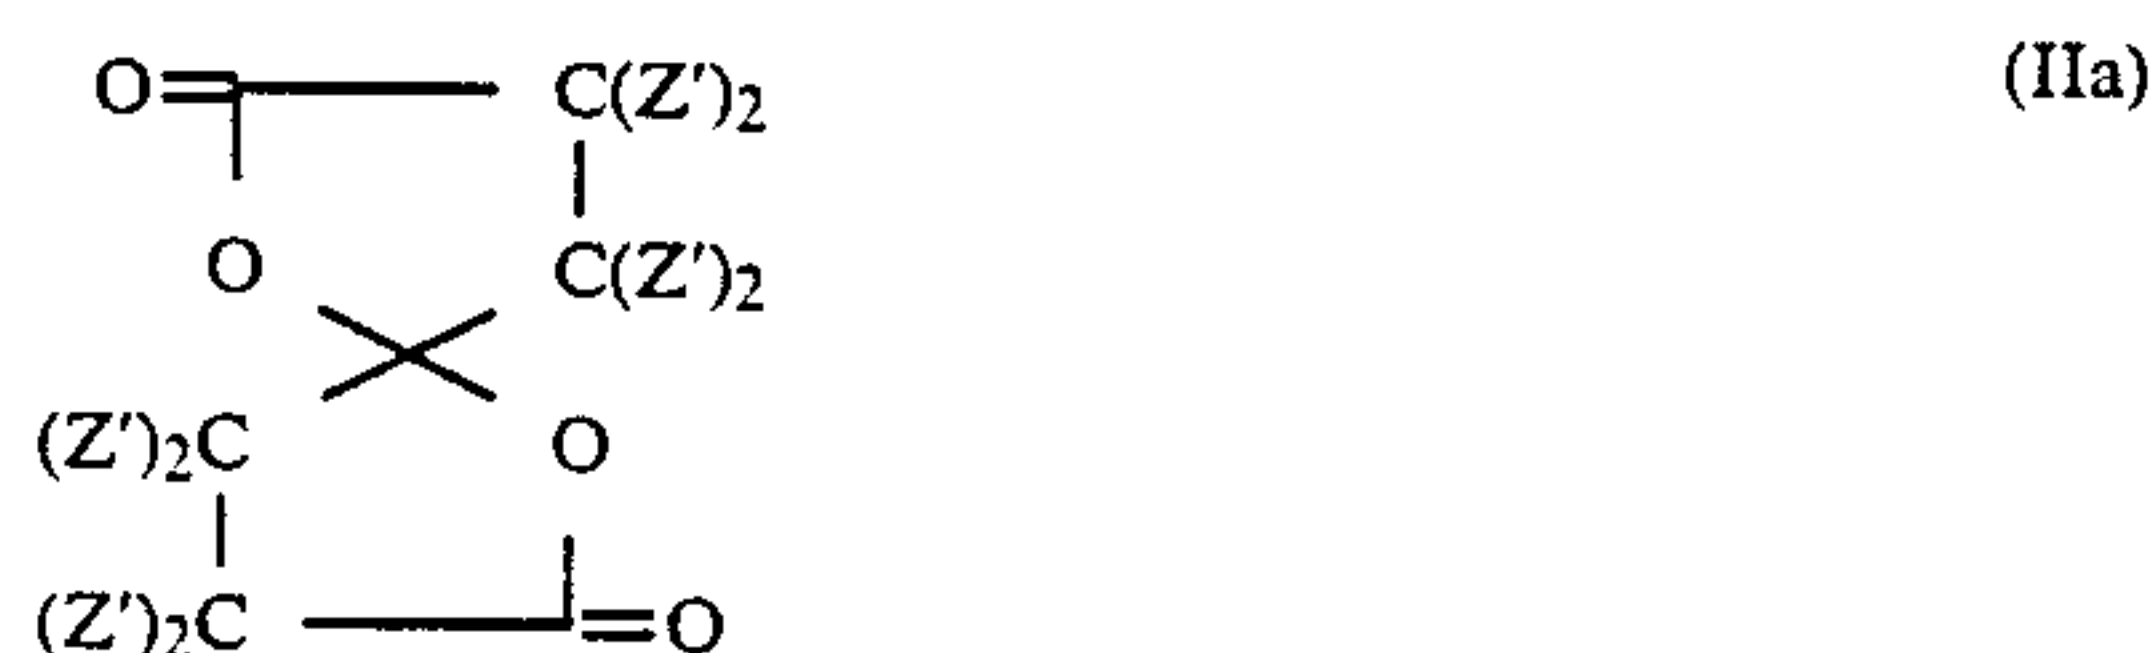 O C(Z′)2 (IIa)
O C(Z′)2
(Z′)2C O
(Z′)2C O